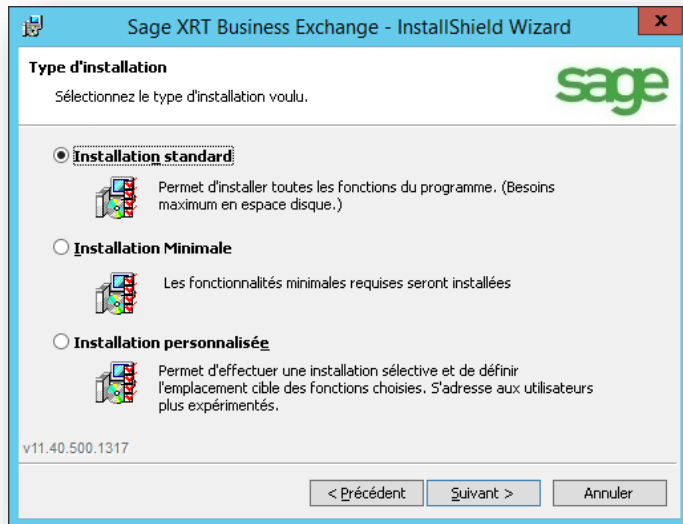 Sage XRT Business Exchange - InstallShield Wizard
x
Type d'installation
Sélectionnez le type d'installation voulu.
sage
Installation standard
Permet d'installer toutes les fonctions du programme. (Besoins
maximum en espace disque.)
Installation Minimale
Les fonctionnalités minimales requises seront installées
Installation personnalisée
Permet d'effectuer une installation sélective et de définir
l'emplacement cible des fonctions choisies. S'adresse aux utilisateurs
plus expérimentés.
v11.40.500.1317
< Précédent
Suivant >
Annuler